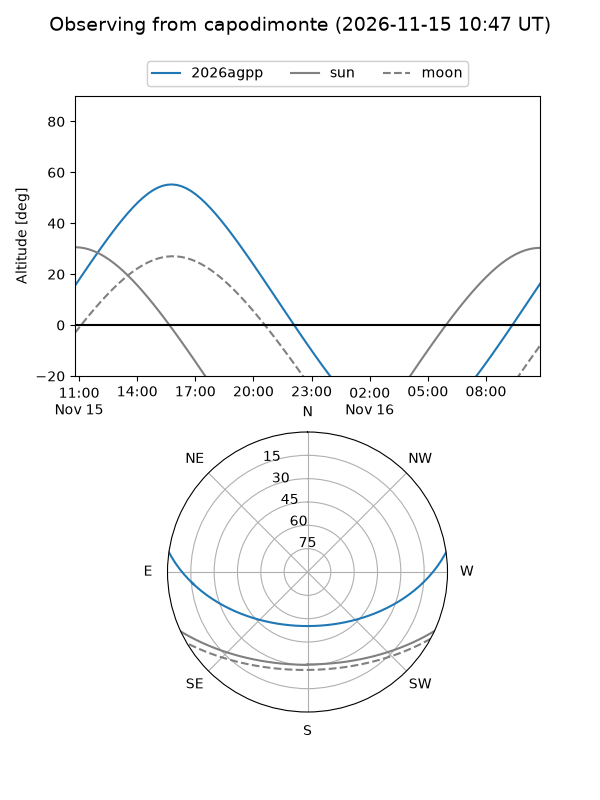 Observing from capodimonte (2026-11-15 10:47 UT)
2026agpp sun moon
Altitude [deg]
80
60
40
20
0
−20
11:00 14:00 17:00 20:00 23:00 02:00 05:00 08:00
Nov 15 Nov 16
N
NE NW
15
30
45
60
75
E W
SE SW
S